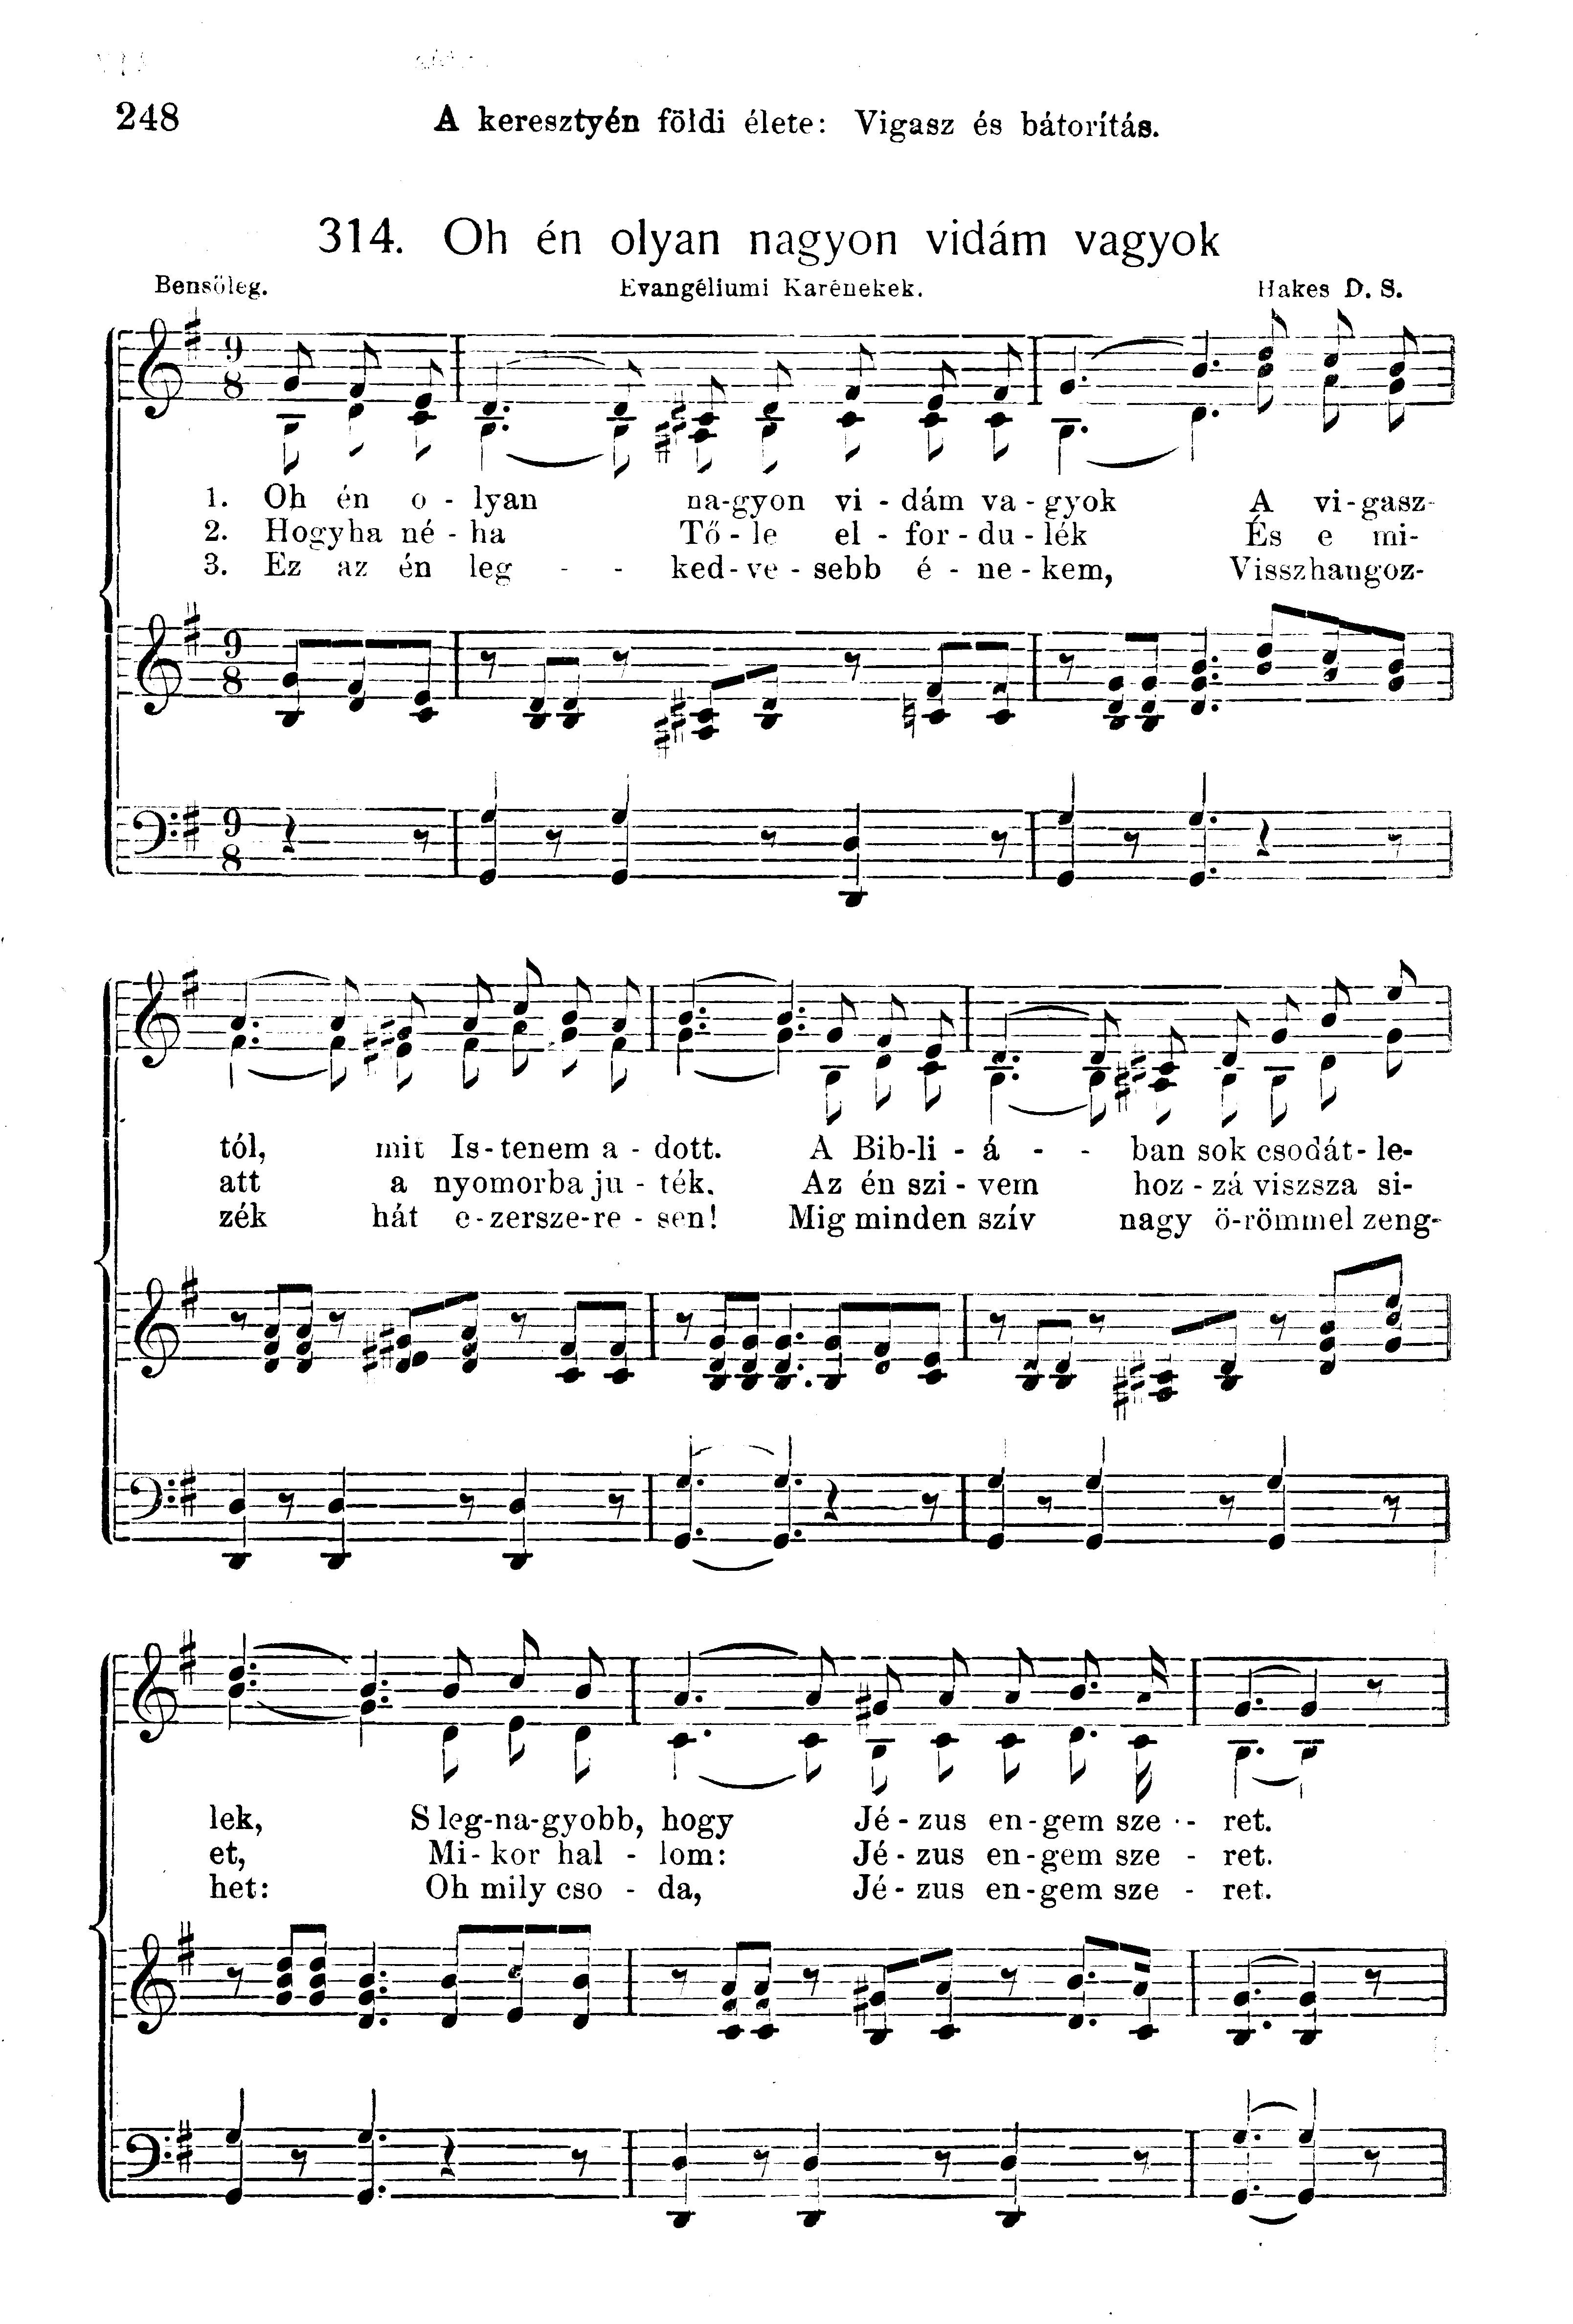 248
A keresztyén földi élete: Vigasz és bátorítás.
314. Oh én olyan nagyon vidám vagyok
Bensőleg.
Evangéliumi Karénekek.
Hakes D. S.
9 8
1. Oh én o - lyan na-gyon vi - dám va - gyok A vi-gasz-
2. Hogyha né - ha Tő - le el - for - du - lék És e mi-
3. Ez az én leg - - ked-ve - sebb é - ne - kem, Visszhangoz-
9 8
9 8
tól, mit Is-tenem a - dott. A Bib-li - á - - ban sok csodát-le-
att a nyomorba ju - ték. Az én szi - vem hoz - zá viszsza si-
zék hát e-zersze-re - sen! Mig minden szív nagy ö-römmel zeng-
lek, S leg-na-gyobb, hogy Jé - zus en-gem sze - ret.
et, Mi- kor hal - lom: Jé - zus en-gem sze - ret.
het: Oh mily cso - da, Jé - zus en-gem sze - ret.